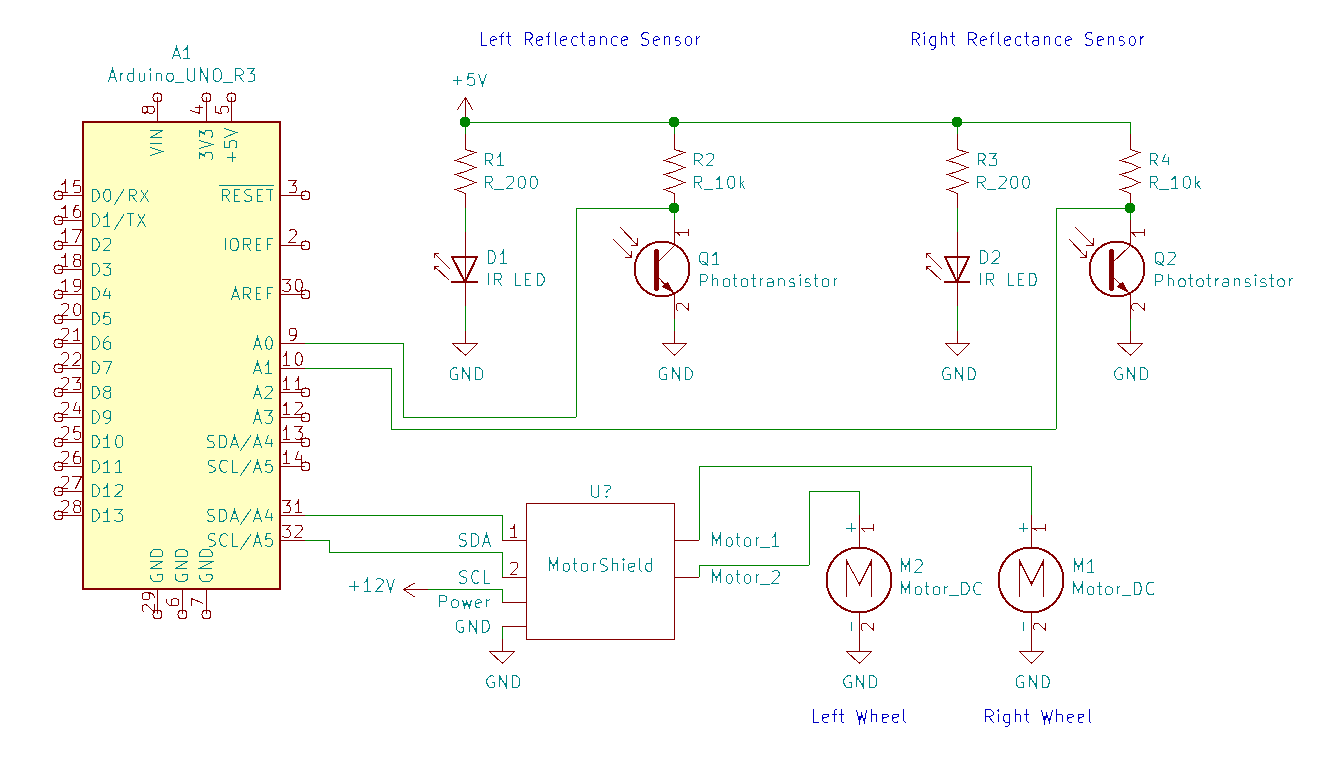 Left Reflectance Sensor
Right Reflectance Sensor
A1
Arduino_UNO_R3
8
4
5
VIN
3V3
+5V
15 D0/RX
16 D1/TX
17 D2
18 D3
19 D4
20 D5
21 D6
22 D7
23 D8
24 D9
25 D10
26 D11
27 D12
28 D13
RESET 3
IOREF 2
AREF 30
A0 9
A1 10
A2 11
A3 12
SDA/A4 13
SCL/A5 14
SDA/A4 31
SCL/A5 32
GND
GND
GND
29
6
7
+5V
R1
R_200
D1
IR LED
GND
R2
R_10k
1
Q1
Phototransistor
2
GND
R3
R_200
D2
IR LED
GND
R4
R_10k
1
Q2
Phototransistor
2
GND
U?
MotorShield
SDA 1
SCL 2
+12V
Power
GND
GND
Motor_1
Motor_2
+ 1
M
M2
Motor_DC
- 2
GND
Left Wheel
+ 1
M
M1
Motor_DC
- 2
GND
Right Wheel